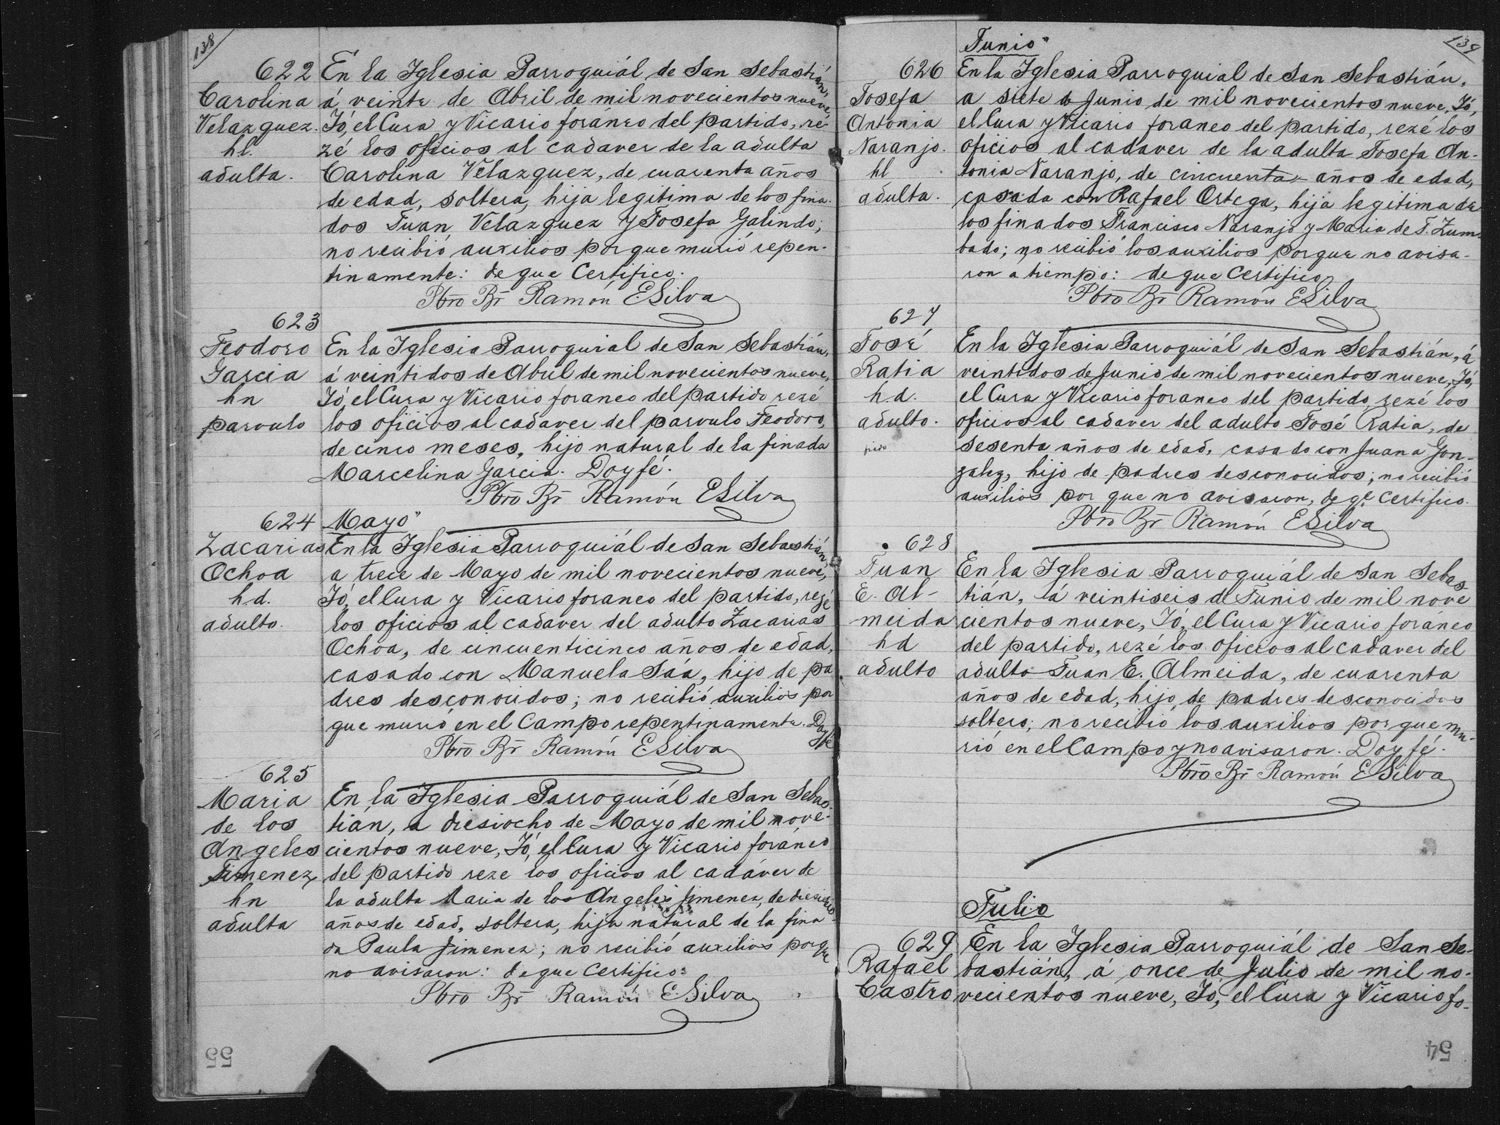 138
622
Carolina
Velazquez.
hl.
adulta.
En la Iglesia Parroquiál, de San Sebastián,
á veinte de Abril de mil novecientos nueve,
Yó, el Cura y Vicario foraneo del partido, re-
zé los oficios al cadaver de la adulta
Carolina Velazquez, de cuarenta años
de edad, soltera, hija legitima de los fina-
dos Juan Velazquez y Josefa Galindo;
no recibió auxilios por que murió repen-
tinamente: de que Certifico.
Pbro Br Ramón E Silva
623
Teodoro
Garcia
hn
parvulo
En la Iglesia Parroquial de San Sebastián,
á veintidos de Abril de mil novecientos nueve,
Yó, el Cura y Vicario foraneo del partido rezé
los oficios al cadaver del parvulo Teodoro,
de cinco meses, hijo natural de la finada
Marcelina Garcia. Doy fé.
Pbro Br Ramón E Silva
624
Zacarias
Ochoa
h.d.
adulto.
Mayo"
En la Iglesia Parroquiál de San Sebastián
a trece de Mayo de mil novecientos nueve,
Yó, el Cura y Vicario foraneo del partido, rezé
los oficios al cadaver del adulto Zacarias
Ochoa, de cincuenticinco años de edad,
casado con Manuela Sáa, hijo de pa
dres desconocidos; no recibió auxilios por
que murió en el Campo repentinamente. Doy
fé
Pbro Br Ramón E Silva
625
Maria
de los
Angeles
Jimenez
hn
adulta
En la Iglesia Parroquiál de San Sebas-
tian, a diesiocho de Mayo de mil nove-
cientos nueve, Yó, el Cura y Vicario foráneo
del partido reze los oficios al cadáver de
la adulta Maria de los Angeles Jimenez, de diesiocho
años de edad, soltera, hija natural de la fina
da Paula Jimenez; no recibió auxilios porque
no avisaron: de que Certifico:
Pbro Br Ramón E Silva
55
139
Junio"
626
Josefa
Antonia
Naranjo.
hl
adulta.
En la Iglesia Parroquiál de San Sebastián,
a siete d Junio de mil novecientos nueve, Yó,
el Cura y Vicario foraneo del partido, rezé los
oficios al cadaver de la adulta Josefa An-
tonia Naranjo, de cincuenta años de edad,
casada con Rafael Ortega, hija legitima de
los finados Francisco Naranjo y Maria de J. Zum-
bado; no recibió los auxilios por que no avisa-
ron a tiempo: de que Certifico
Pbro Br Ramón E Silva
627
José
Ratia
h.d.
adulto.
En la Iglesia Parroquiál de San Sebastián, á
veintidos de Junio de mil novecientos nueve, Yó,
el Cura y Vicario foraneo del partido rezé los
oficios al cadaver del adulto José Ratia, de
sesenta años de edad, casado con Juana Gon-
zalez, hijo de padres desconocidos; no recibió
auxilios por que no avisaron, de qe Certifico.
Pbro Br Ramón E Silva
628
Juan
E. Al-
meida
hd
adulto
En la Iglesia Parroquiál de San Sebas
tián, á veintiseis d Junio de mil nove
cientos nueve, Yó, el Cura y Vicario foraneo
del partido, rezé los oficios al cadaver del
adulto Juan E. Almeida, de cuarenta
años de edad, hijo de padres desconocidos
soltero, no recibió los auxilios por que mu-
rió en el Campo y no avisaron. Doy fé.
Pbro Br Ramón E Silva
Julio
629
Rafael
Castro
En la Iglesia Parroquiál de San Se-
bastián, á once de Julio de mil no-
vecientos nueve, Yó, el Cura y Vicario fo-
54